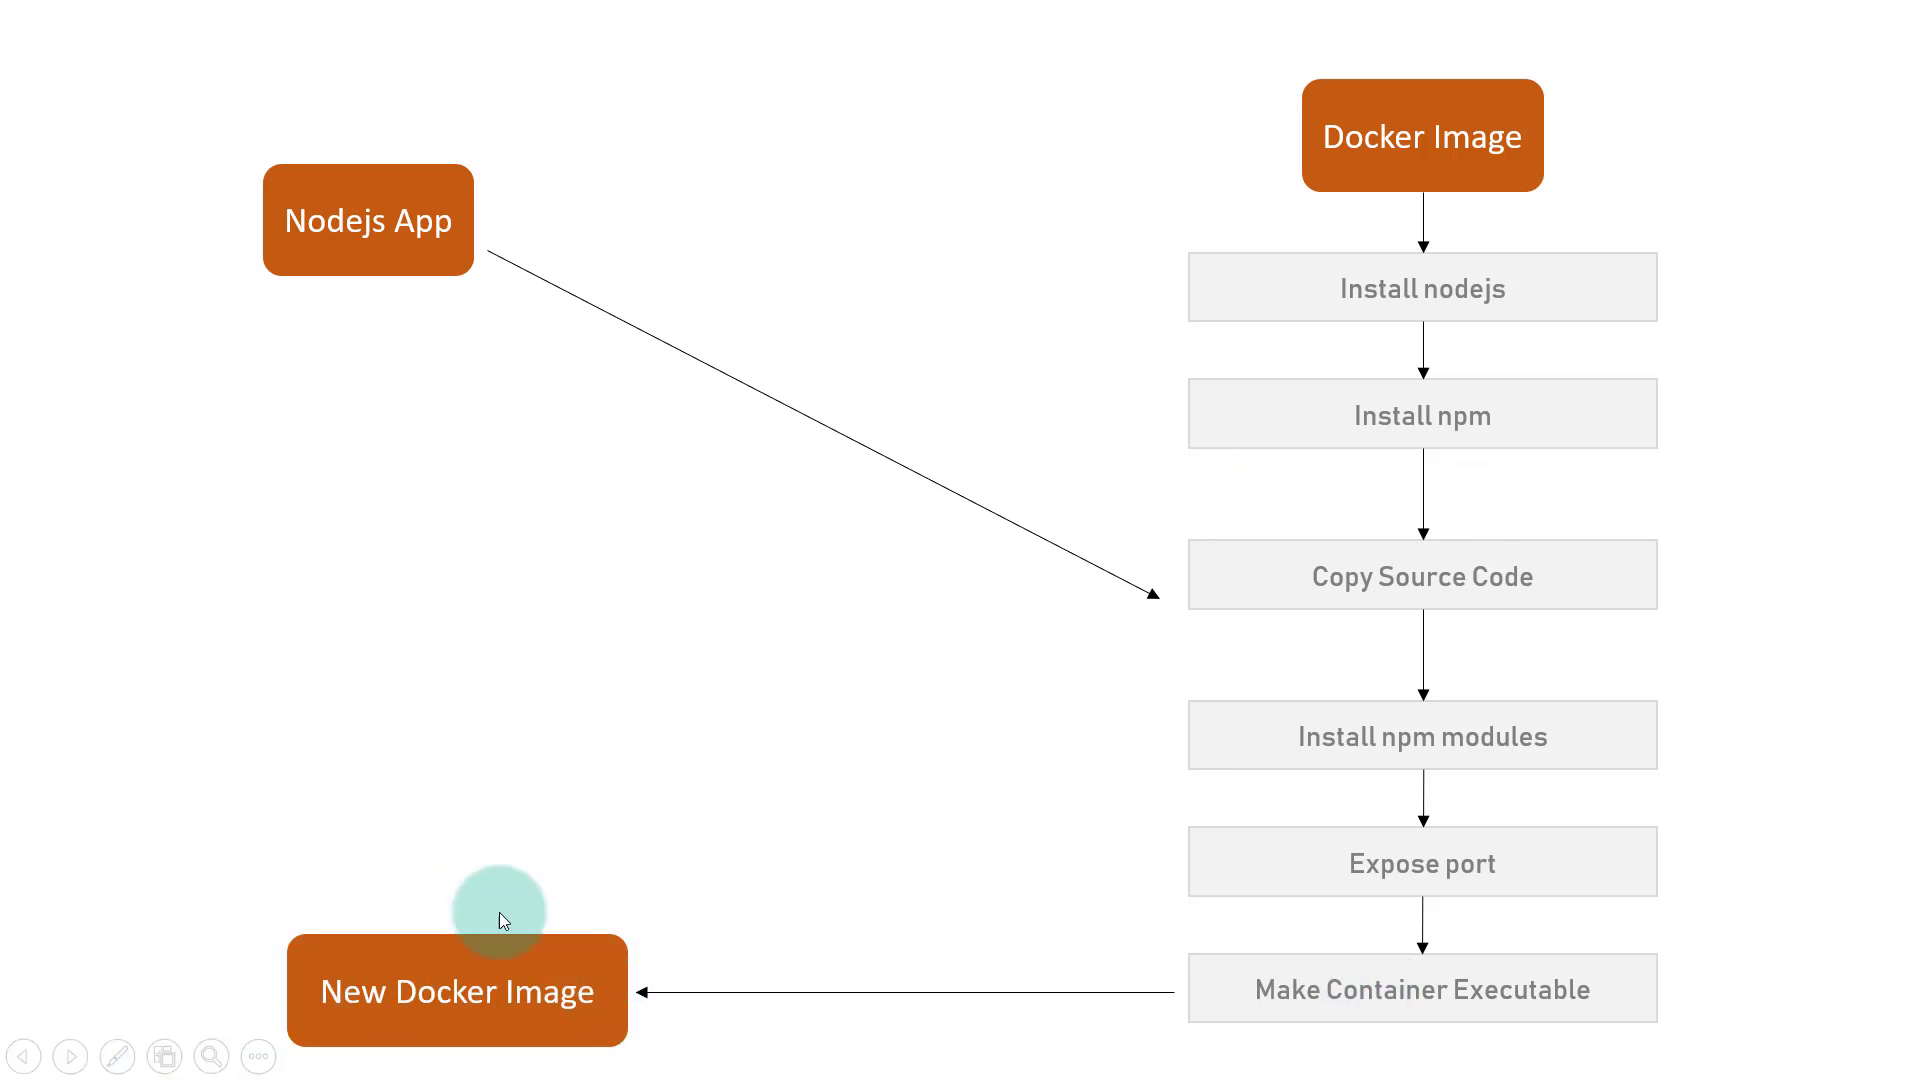 Docker Image
Nodejs App
Install nodejs
Install npm
Copy Source Code
Install npm modules
Expose port
Make Container Executable
New Docker Image